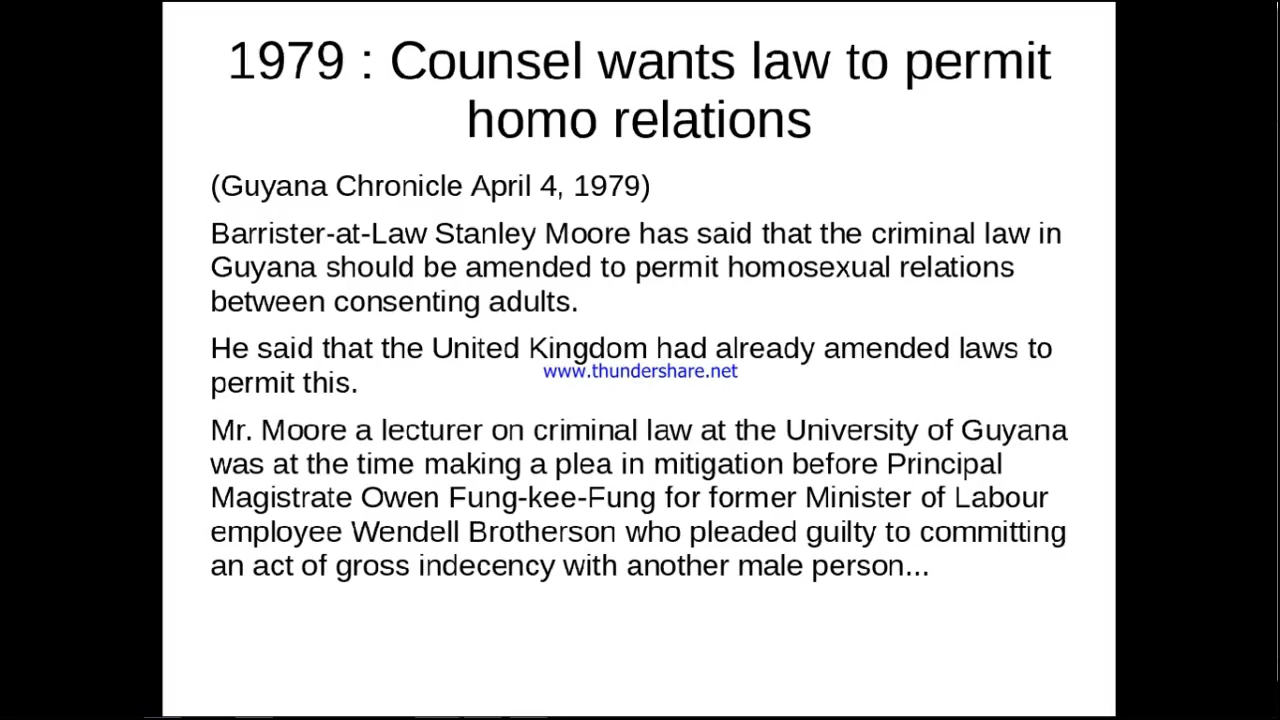 1979 : Counsel wants law to permit
homo relations
(Guyana Chronicle April 4, 1979)
Barrister-at-Law Stanley Moore has said that the criminal law in
Guyana should be amended to permit homosexual relations
between consenting adults.
He said that the United Kingdom had already amended laws to
www.thundershare.net
permit this.
Mr. Moore a lecturer on criminal law at the University of Guyana
was at the time making a plea in mitigation before Principal
Magistrate Owen Fung-kee-Fung for former Minister of Labour
employee Wendell Brotherson who pleaded guilty to committing
an act of gross indecency with another male person...